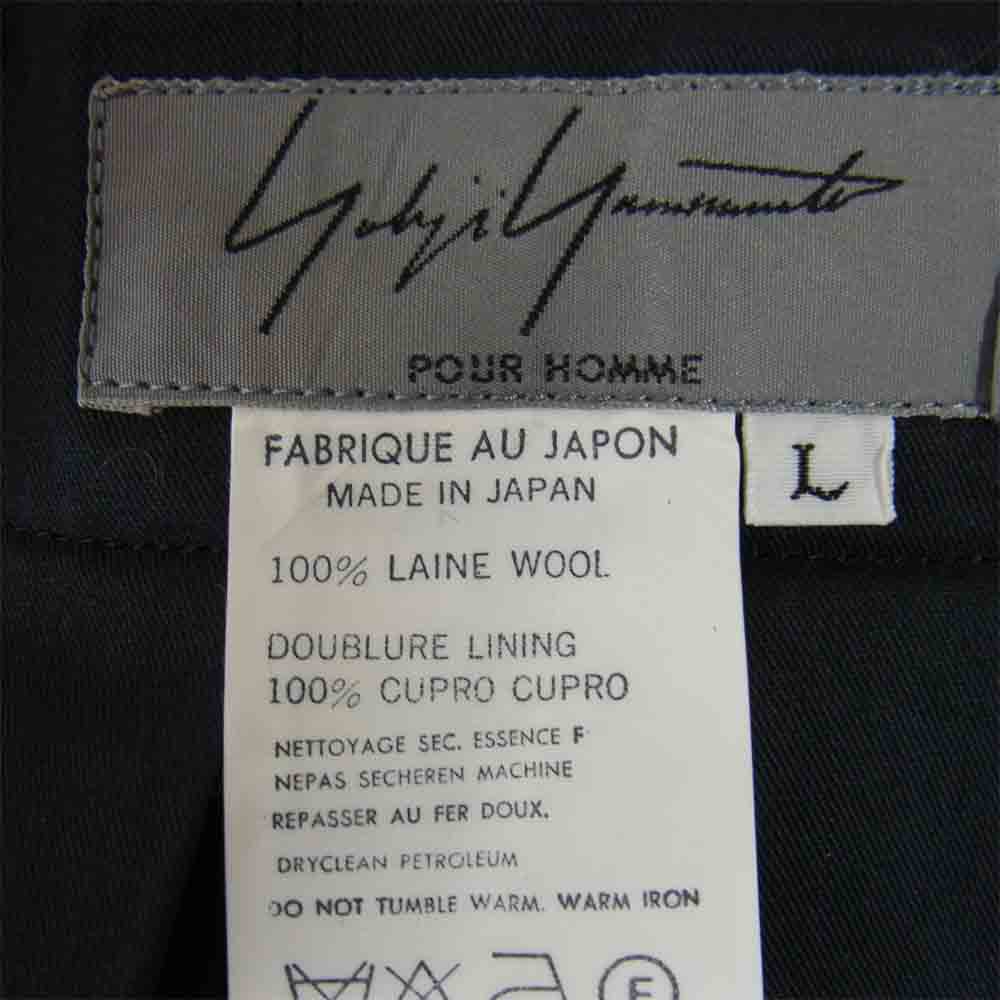 Yohji Yamamoto
POUR HOMME
FABRIQUE AU JAPON
MADE IN JAPAN
L
100% LAINE WOOL
DOUBLURE LINING
100% CUPRO CUPRO
NETTOYAGE SEC. ESSENCE F
NEPAS SECHEREN MACHINE
REPASSER AU FER DOUX.
DRYCLEAN PETROLEUM
DO NOT TUMBLE WARM. WARM IRON
F